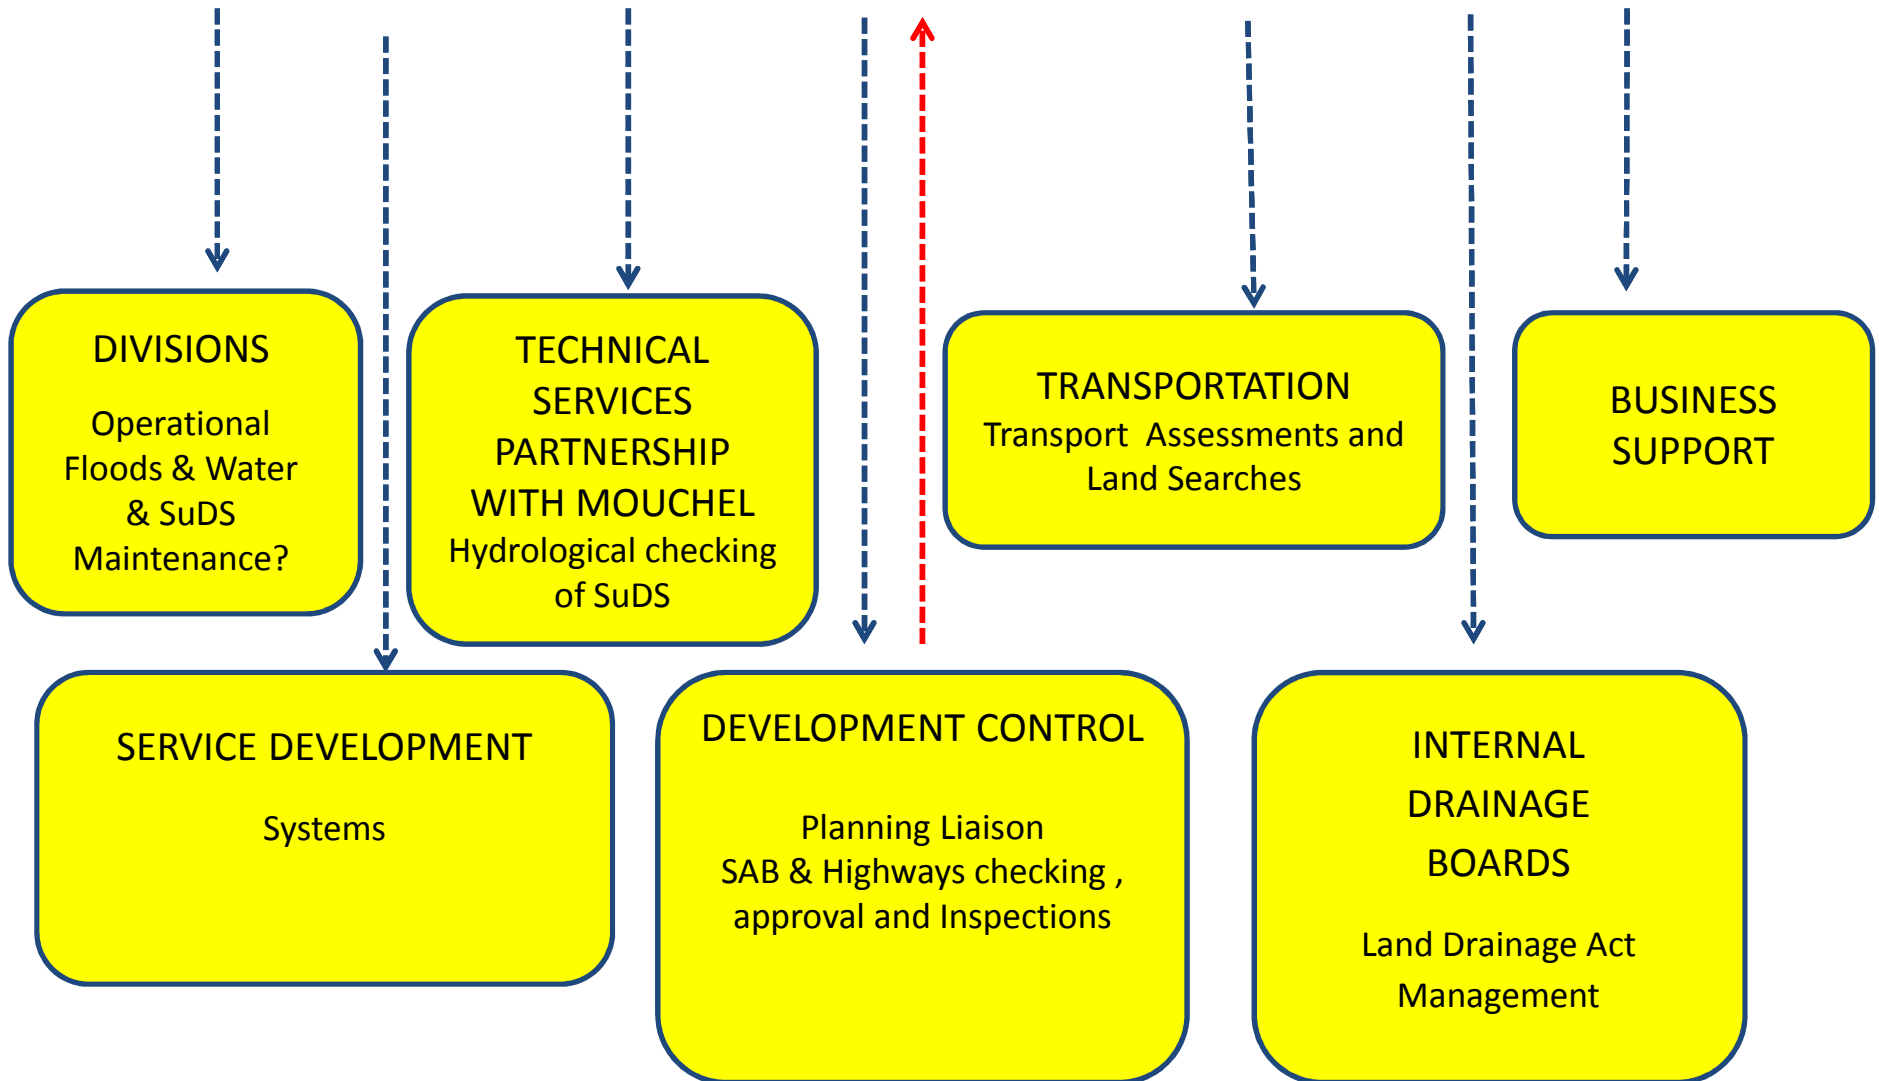 DIVISIONS
Operational
Floods & Water
& SuDS
Maintenance?
TECHNICAL
SERVICES
PARTNERSHIP
WITH MOUCHEL
Hydrological checking
of SuDS
TRANSPORTATION
Transport Assessments and
Land Searches
BUSINESS
SUPPORT
SERVICE DEVELOPMENT
Systems
DEVELOPMENT CONTROL
Planning Liaison
SAB & Highways checking ,
approval and Inspections
INTERNAL
DRAINAGE
BOARDS
Land Drainage Act
Management